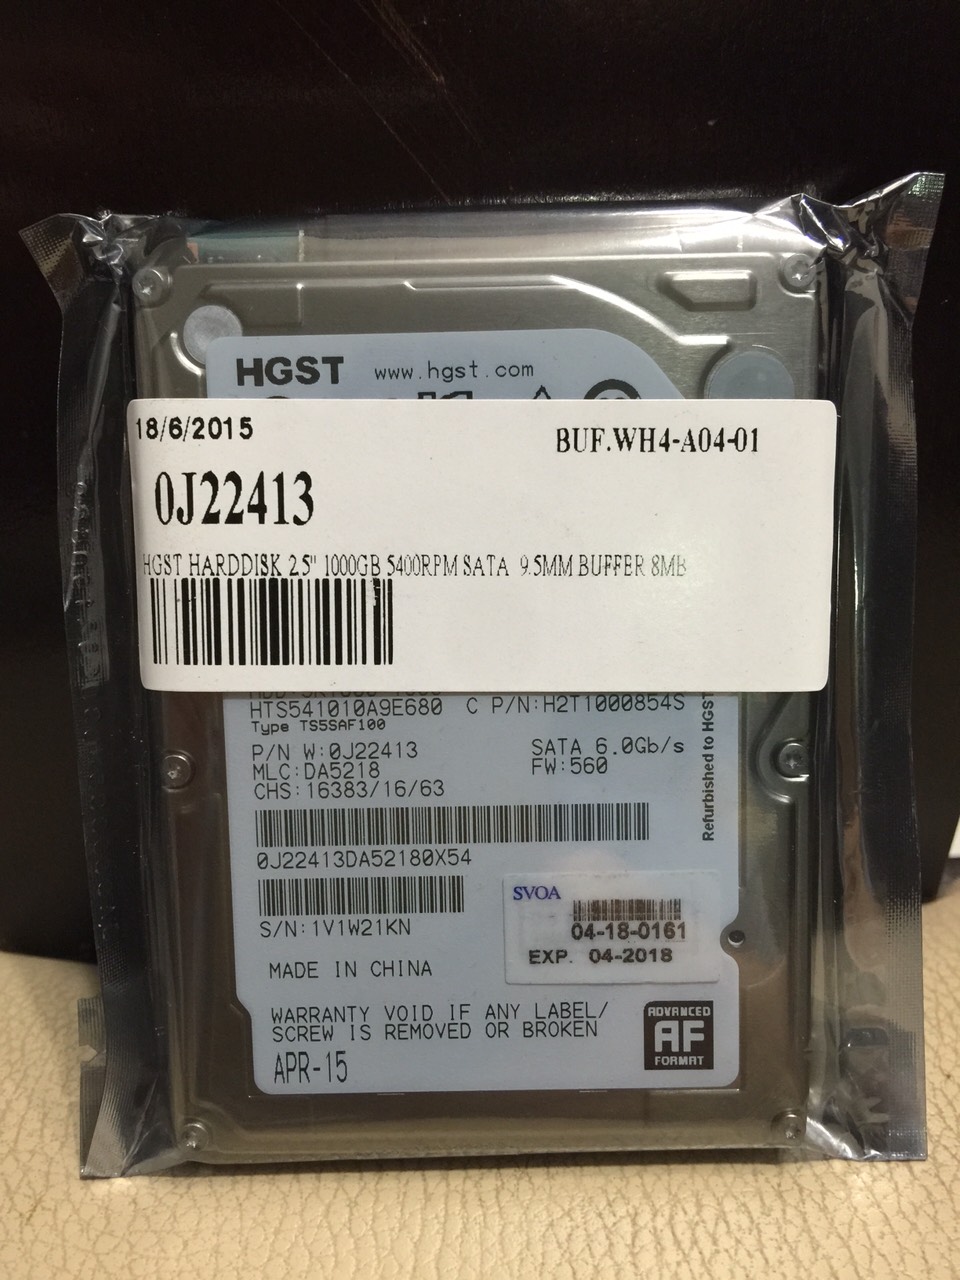 HGST www.hgst.com
18/6/2015 BUF.WH4-A04-01
0J22413
HGST HARDDISK 2.5" 1000GB 5400RPM SATA 9.5MM BUFFER 8MB
HTS541010A9E680 C P/N:H2T1000854S
Type TS5SAF100
P/N W:0J22413 SATA 6.0Gb/s
MLC:DA5218 FW:560
CHS:16383/16/63
Refurbished to HGST
0J22413DA52180X54
SVOA
04-18-0161
S/N:1V1W21KN
EXP. 04-2018
MADE IN CHINA
WARRANTY VOID IF ANY LABEL/
SCREW IS REMOVED OR BROKEN
ADVANCED
AF
FORMAT
APR-15